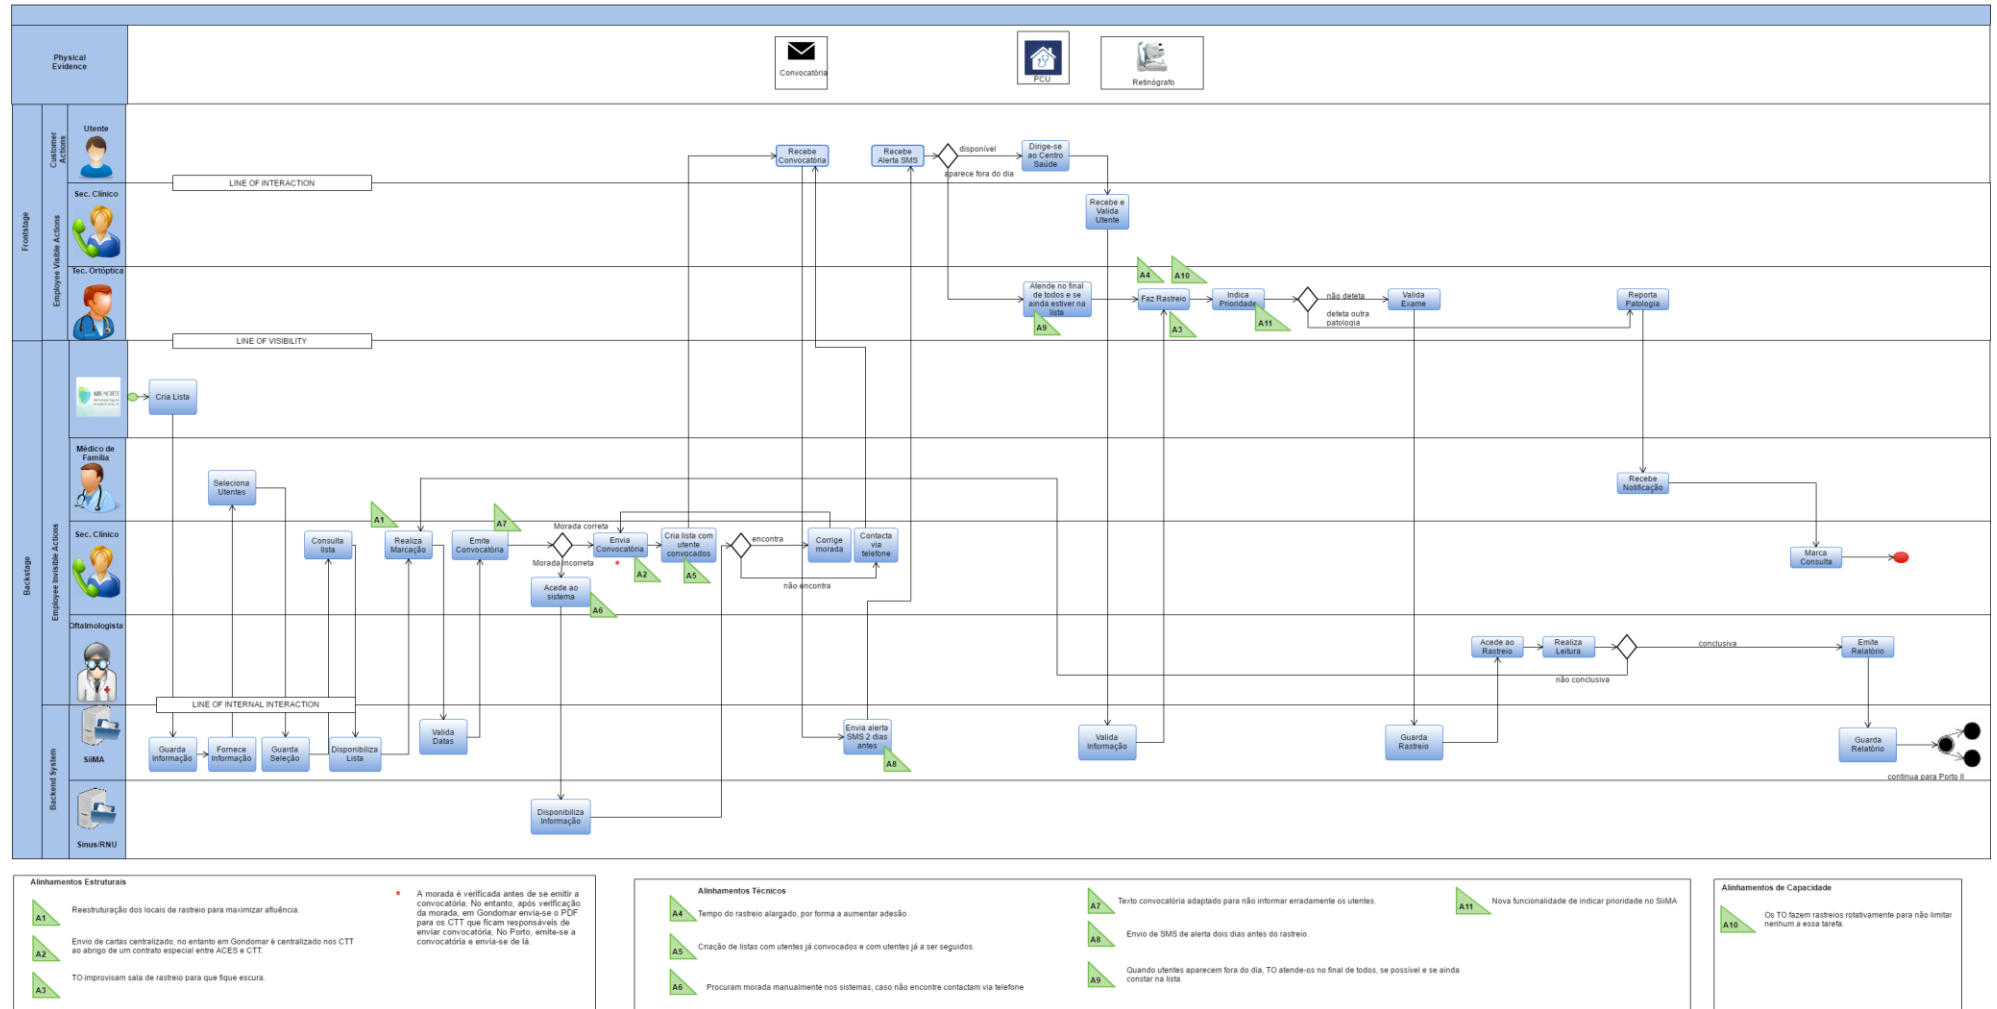 Physical
Evidence
Convocatória
PCU
Retinógrafo
Frontstage
Customer
Actions
Utente
Recebe
Convocatória
Recebe
Alerta SMS
disponível
aparece fora do dia
Dirige-se
ao Centro
Saúde
LINE OF INTERACTION
Employee Visible Actions
Sec. Clínico
Recebe e
Valida
Utente
Tec. Ortóptica
A4
A10
Atende no final
de todos e se
ainda estiver na
lista
A9
Faz Rastreio
A3
Indica
Prioridade
A11
não deteta
deteta outra
patologia
Valida
Exame
Reporta
Patologia
LINE OF VISIBILITY
Backstage
Employee Invisible Actions
ARS NORTE
Cria Lista
Médico de
Família
Seleciona
Utentes
Recebe
Notificação
A1
A7
Sec. Clínico
Consulta
lista
Realiza
Marcação
Emite
Convocatória
Morada correta
Morada incorreta
Envia
Convocatória
*
A2
Cria lista com
utente
convocados
A5
encontra
não encontra
Corrige
morada
Contacta
via
telefone
Acede ao
sistema
A6
Marca
Consulta
Oftalmologista
Acede ao
Rastreio
Realiza
Leitura
conclusiva
não conclusiva
Emite
Relatório
LINE OF INTERNAL INTERACTION
Backend System
SiiMA
Guarda
Informação
Fornece
Informação
Guarda
Seleção
Disponibiliza
Lista
Valida
Datas
Envia alerta
SMS 2 dias
antes
A8
Valida
Informação
Guarda
Rastreio
Guarda
Relatório
continua para Porto II
Sinus/RNU
Disponibiliza
Informação
Alinhamentos Estruturais
A1
Reestruturação dos locais de rastreio para maximizar afluência.
A2
Envio de cartas centralizado, no entanto em Gondomar é centralizado nos CTT
ao abrigo de um contrato especial entre ACES e CTT.
A3
TO improvisam sala de rastreio para que fique escura.
* A morada é verificada antes de se emitir a
convocatória, No entanto, após verificação
da morada, em Gondomar envia-se o PDF
para os CTT que ficam responsáveis de
enviar convocatória, No Porto, emite-se a
convocatória e envia-se de lá.
Alinhamentos Técnicos
A4
Tempo do rastreio alargado, por forma a aumentar adesão.
A5
Criação de listas com utentes já convocados e com utentes já a ser seguidos.
A6
Procuram morada manualmente nos sistemas, caso não encontre contactam via telefone
A7
Texto convocatória adaptado para não informar erradamente os utentes.
A8
Envio de SMS de alerta dois dias antes do rastreio.
A9
Quando utentes aparecem fora do dia, TO atende-os no final de todos, se possível e se ainda
constar na lista.
A11
Nova funcionalidade de indicar prioridade no SiiMA
Alinhamentos de Capacidade
A10
Os TO fazem rastreios rotativamente para não limitar
nenhum a essa tarefa.